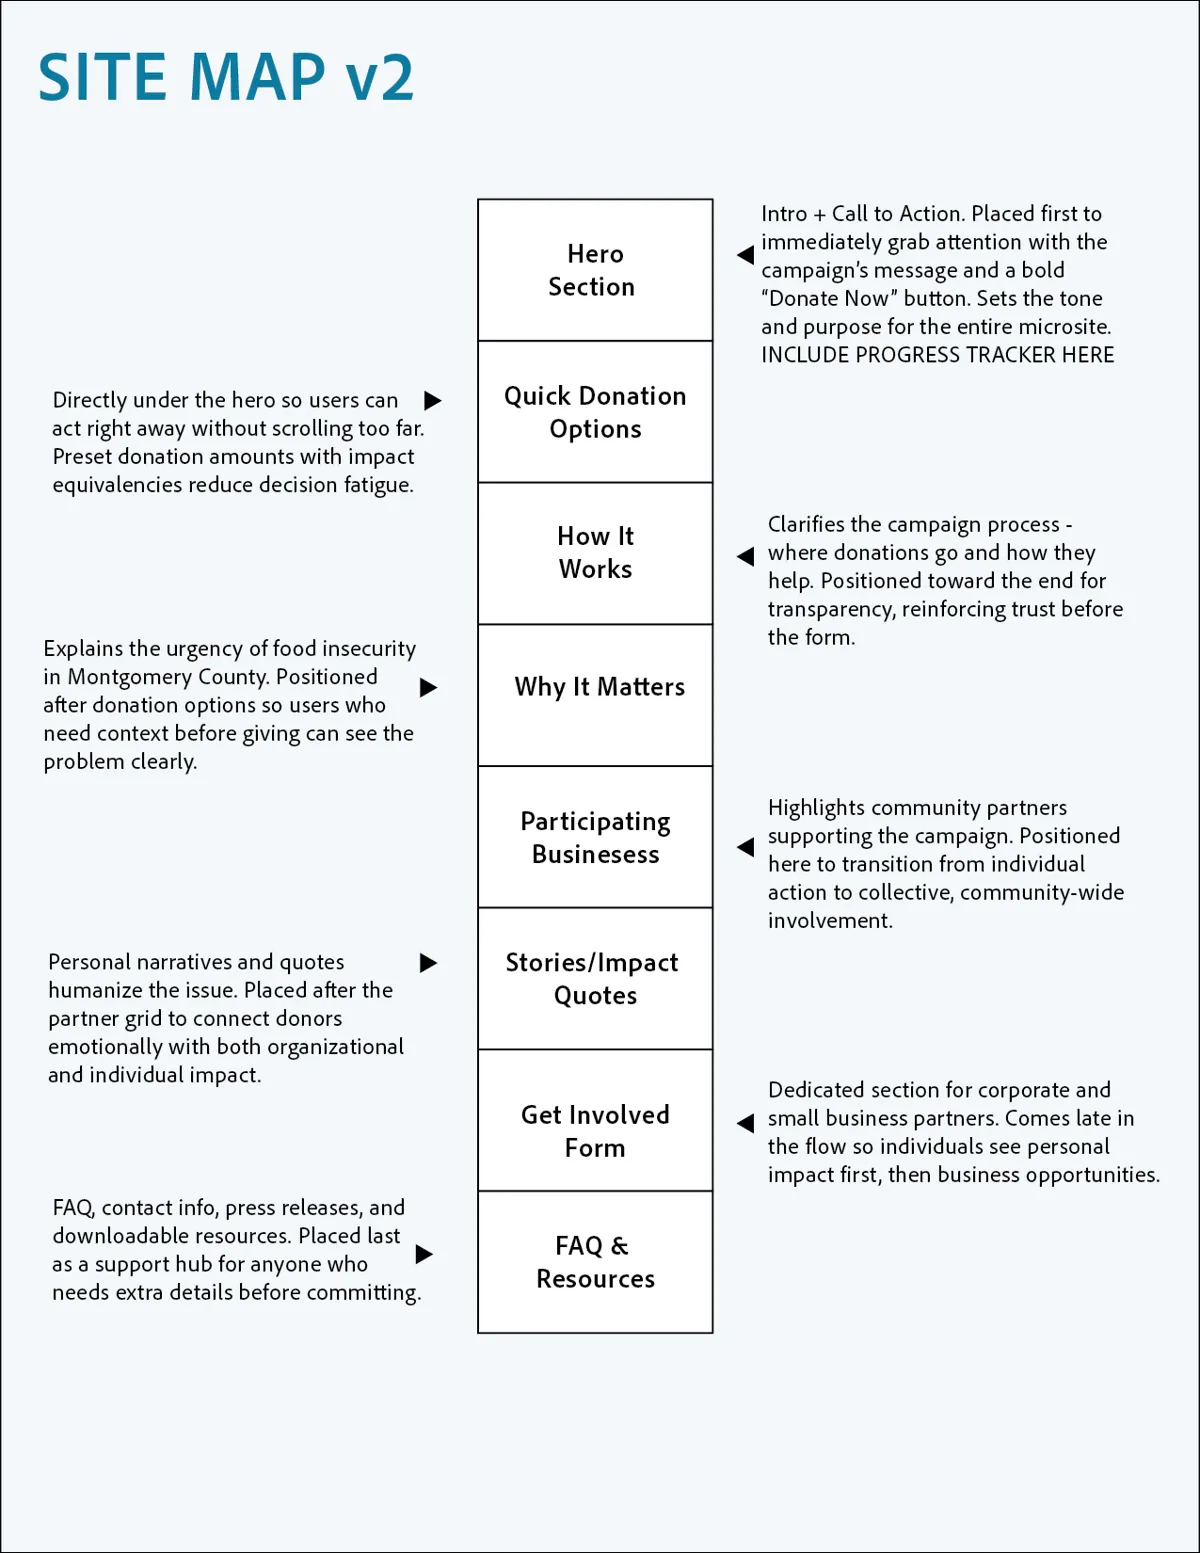 SITE MAP v2
Hero
Section
Intro + Call to Action. Placed first to
immediately grab attention with the
campaign's message and a bold
“Donate Now” button. Sets the tone
and purpose for the entire microsite.
INCLUDE PROGRESS TRACKER HERE
Quick Donation
Options
Directly under the hero so users can
act right away without scrolling too far.
Preset donation amounts with impact
equivalencies reduce decision fatigue.
How It
Works
Clarifies the campaign process -
where donations go and how they
help. Positioned toward the end for
transparency, reinforcing trust before
the form.
Why It Matters
Explains the urgency of food insecurity
in Montgomery County. Positioned
after donation options so users who
need context before giving can see the
problem clearly.
Participating
Businesess
Highlights community partners
supporting the campaign. Positioned
here to transition from individual
action to collective, community-wide
involvement.
Stories/Impact
Quotes
Personal narratives and quotes
humanize the issue. Placed after the
partner grid to connect donors
emotionally with both organizational
and individual impact.
Get Involved
Form
Dedicated section for corporate and
small business partners. Comes late in
the flow so individuals see personal
impact first, then business opportunities.
FAQ &
Resources
FAQ, contact info, press releases, and
downloadable resources. Placed last
as a support hub for anyone who
needs extra details before committing.